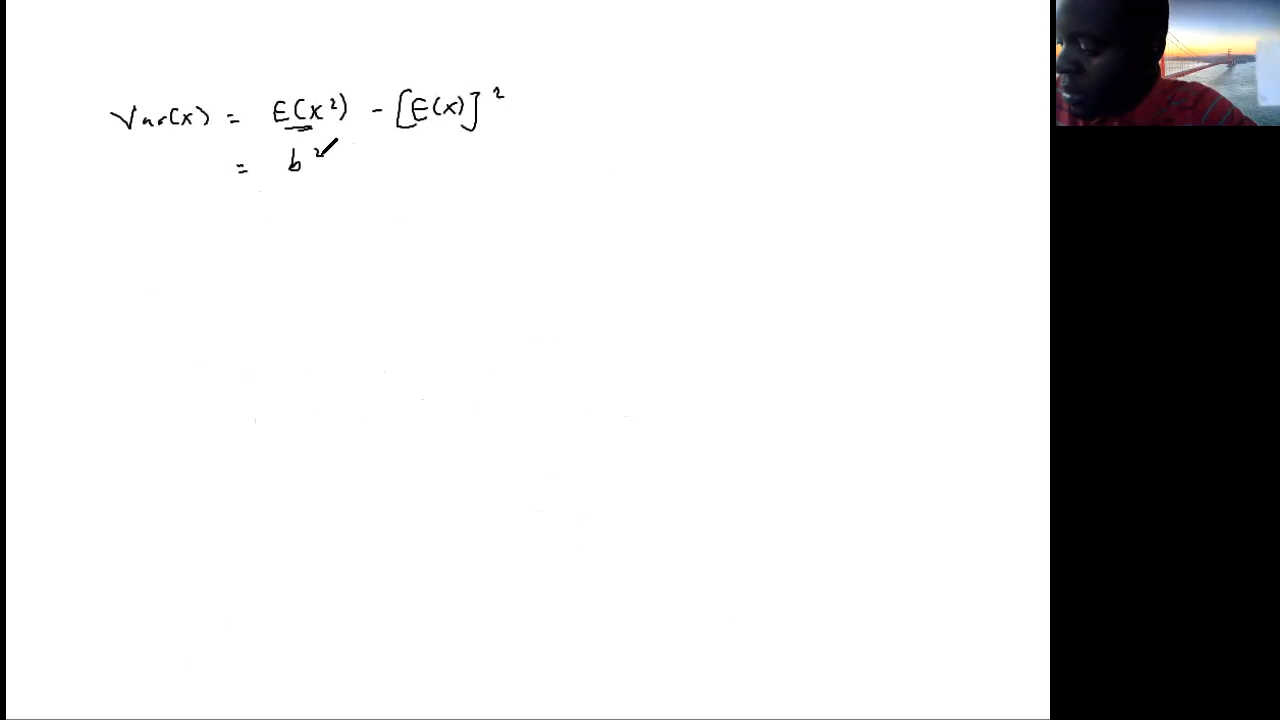 Var(x) = E(x²) - [E(x)]²
= b²